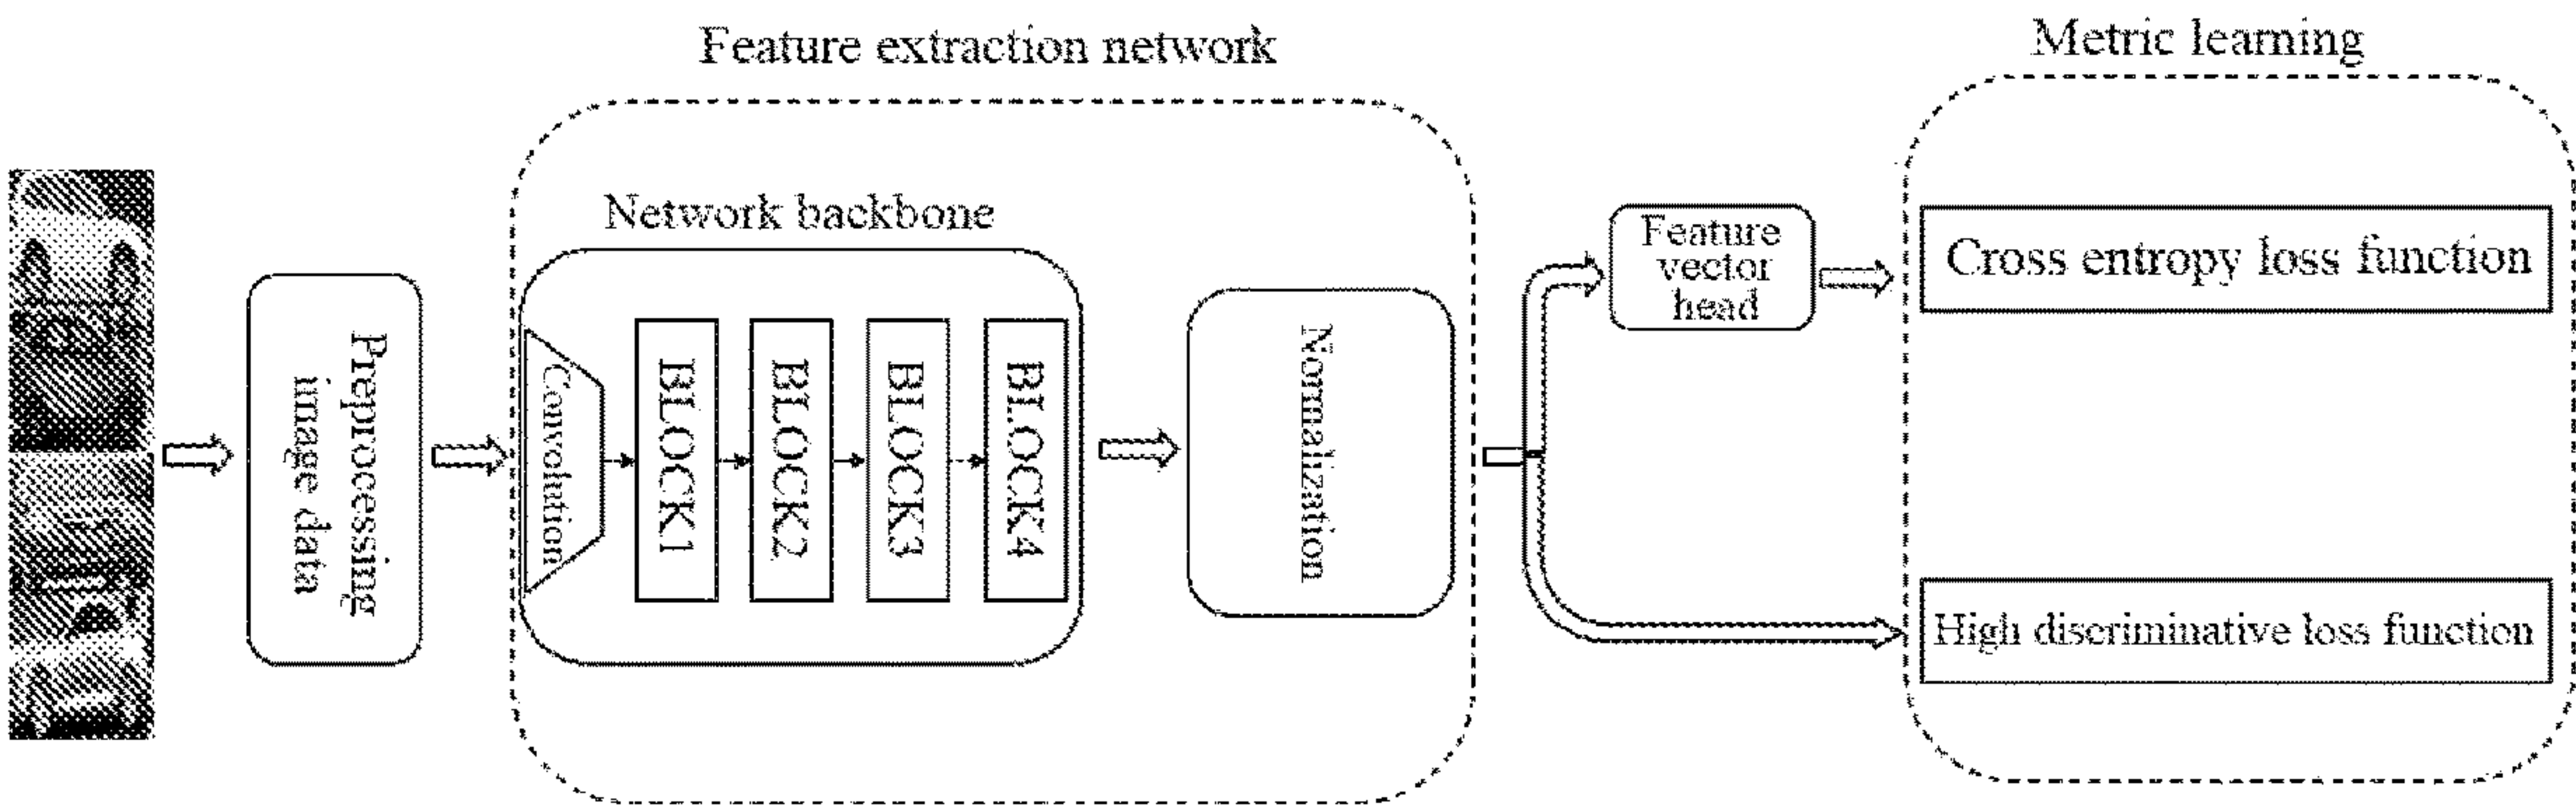 Feature extraction network
Metric learning
Network backbone
Preprocessing
image data
Convolution
BLOCK1
BLOCK2
BLOCK3
BLOCK4
Normalization
Feature
vector
head
Cross entropy loss function
High discriminative loss function